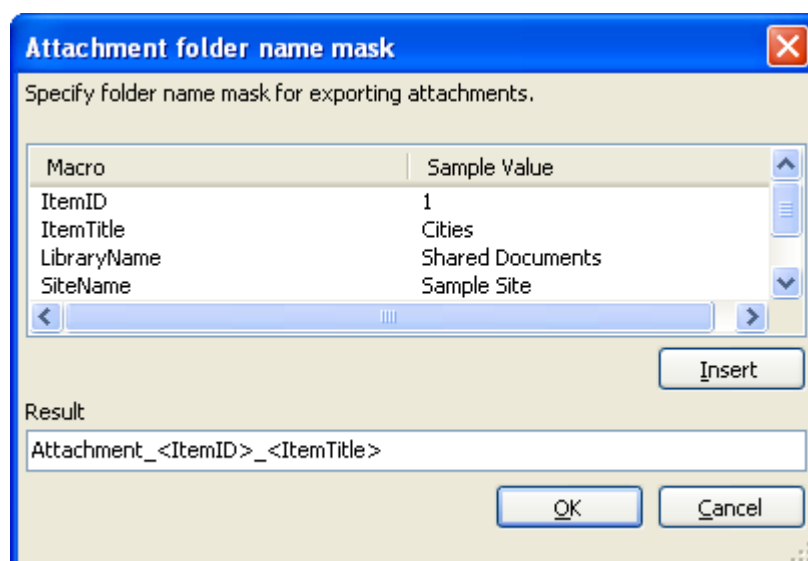 Attachment folder name mask
Specify folder name mask for exporting attachments.
Macro Sample Value
ItemID 1
ItemTitle Cities
LibraryName Shared Documents
SiteName Sample Site
Insert
Result
Attachment_<ItemID>_<ItemTitle>
OK Cancel